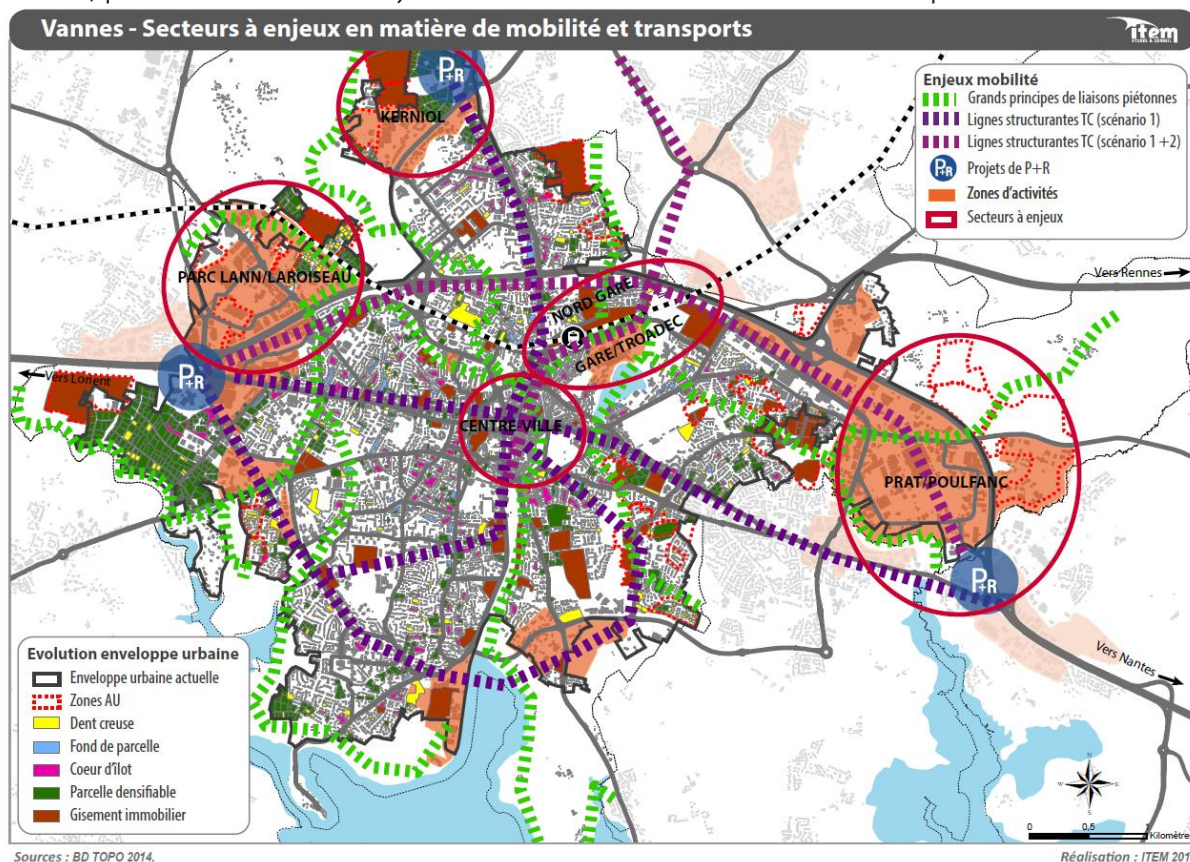 Vannes - Secteurs à enjeux en matière de mobilité et transports
item
ETUDES & CONSEIL
Enjeux mobilité
Grands principes de liaisons piétonnes
Lignes structurantes TC (scénario 1)
Lignes structurantes TC (scénario 1 +2)
P+R Projets de P+R
Zones d'activités
Secteurs à enjeux
P+R
KERNIOL
PARC LANN/LAROISEAU
Vers Rennes
NORD GARE
GARE/TROADEC
P+R
Vers Lorient
CENTRE VILLE
PRAT/POULFANC
P+R
Vers Nantes
Evolution enveloppe urbaine
Enveloppe urbaine actuelle
Zones AU
Dent creuse
Fond de parcelle
Coeur d'îlot
Parcelle densifiable
Gisement immobilier
N
0 0,5 1
Kilomètre
Sources : BD TOPO 2014.
Réalisation : ITEM 201